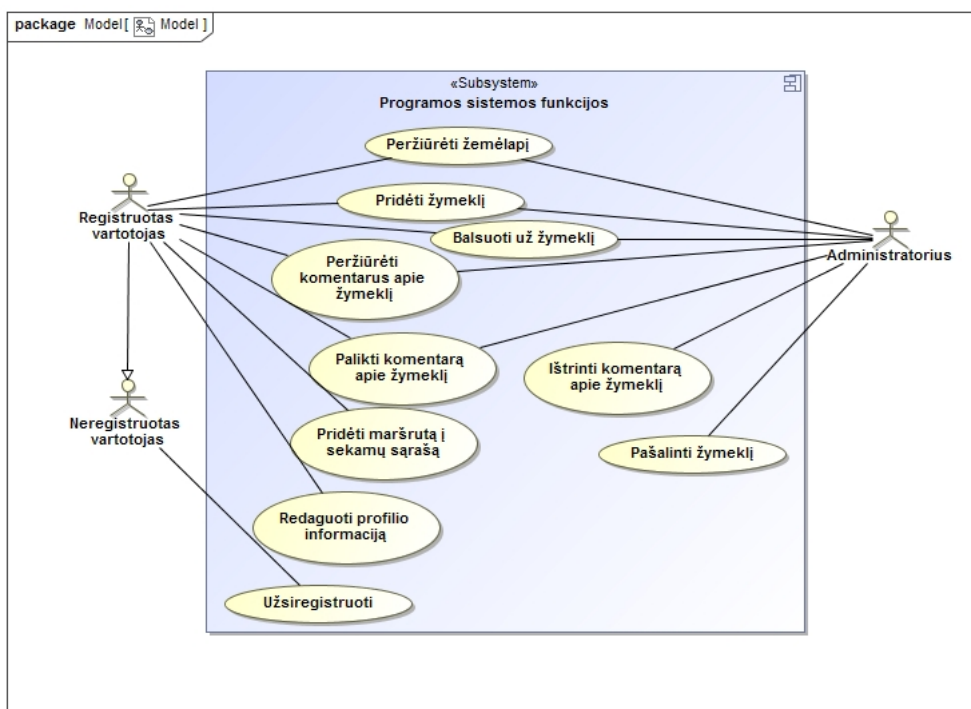 package Model[ Model ]
«Subsystem»
Programos sistemos funkcijos
Peržiūrėti žemėlapį
Pridėti žymeklį
Registruotas
vartotojas
Balsuoti už žymeklį
Administratorius
Peržiūrėti
komentarus apie
žymeklį
Palikti komentarą
apie žymeklį
Ištrinti komentarą
apie žymeklį
Neregistruotas
vartotojas
Pridėti maršrutą į
sekamų sąrašą
Pašalinti žymeklį
Redaguoti profilio
informaciją
Užsiregistruoti